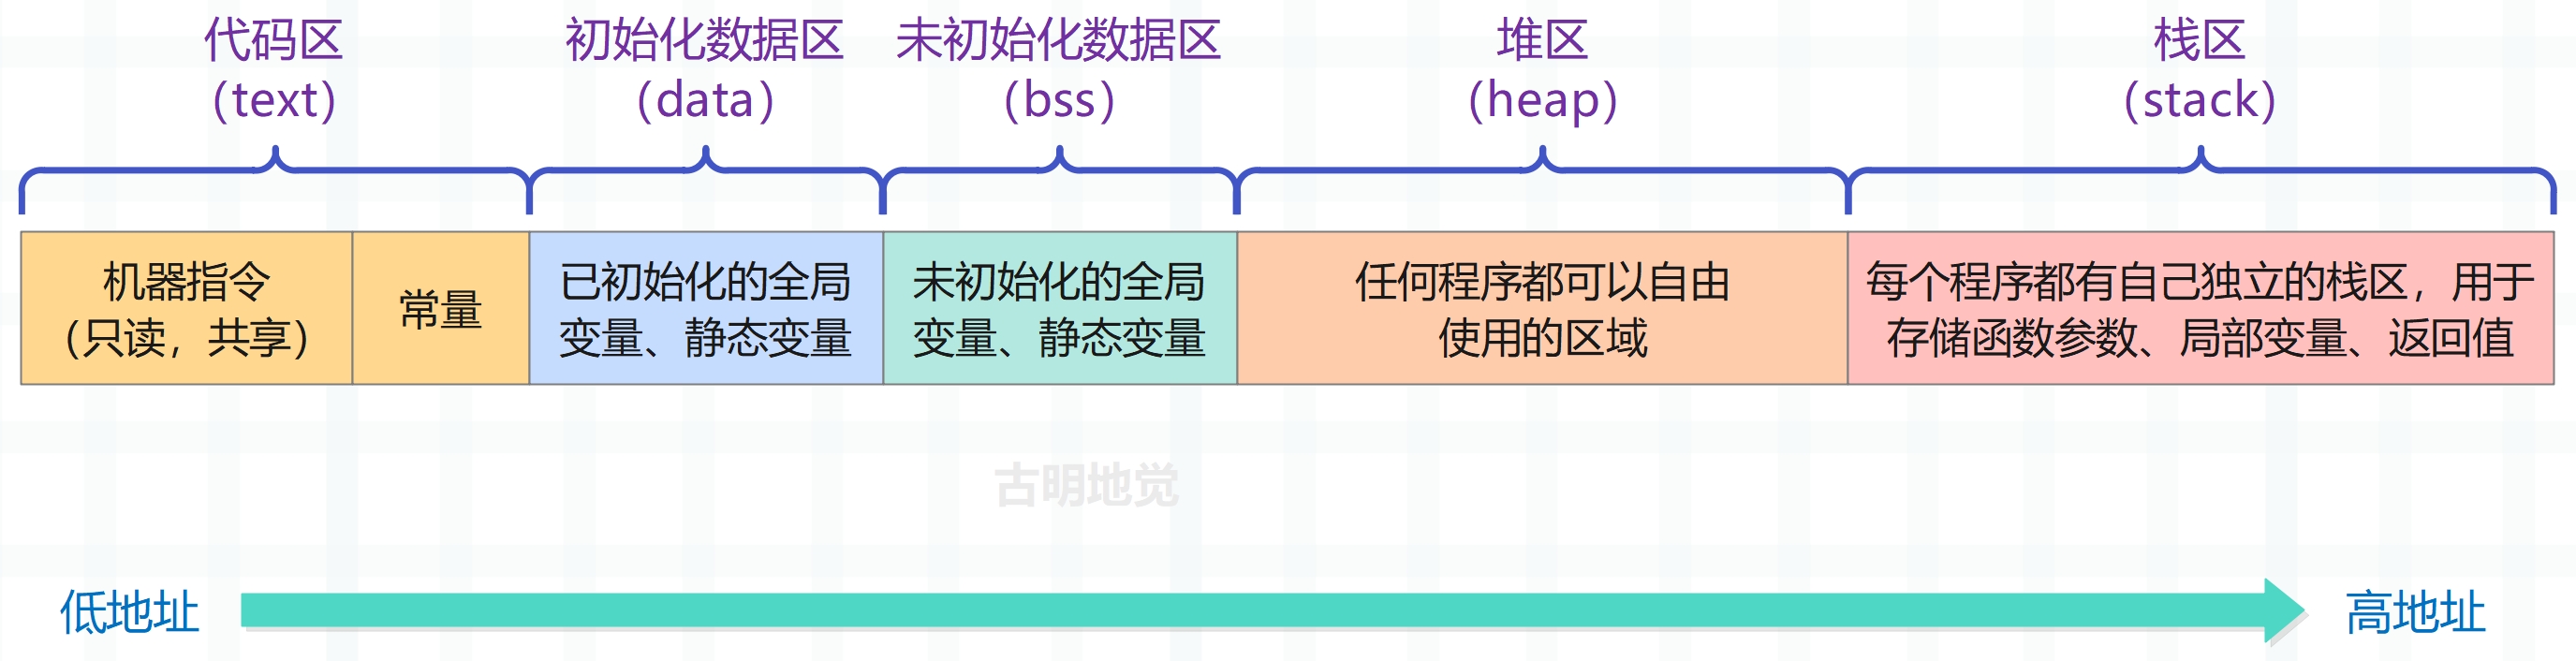 代码区
（text）
初始化数据区
（data）
未初始化数据区
（bss）
堆区
（heap）
栈区
（stack）
机器指令
（只读，共享）
常量
已初始化的全局
变量、静态变量
未初始化的全局
变量、静态变量
任何程序都可以自由
使用的区域
每个程序都有自己独立的栈区，用于
存储函数参数、局部变量、返回值
古明地觉
低地址
高地址